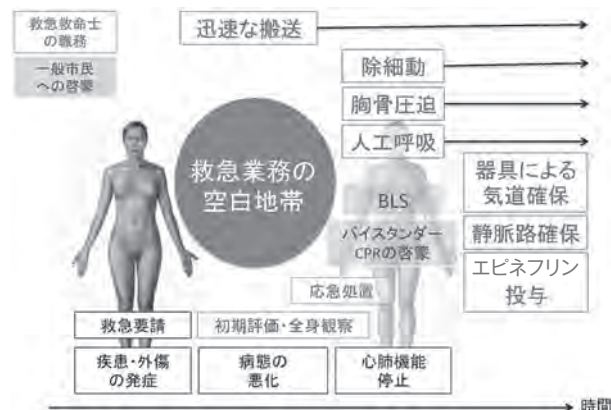 救急救命士
の職務
一般市民
への啓蒙
迅速な搬送
除細動
胸骨圧迫
人工呼吸
救急業務の
空白地帯
BLS
バイスタンダー
CPRの啓蒙
器具による
気道確保
静脈路確保
エピネフリン
投与
応急処置
救急要請
初期評価・全身観察
疾患・外傷
の発症
病態の
悪化
心肺機能
停止
時間